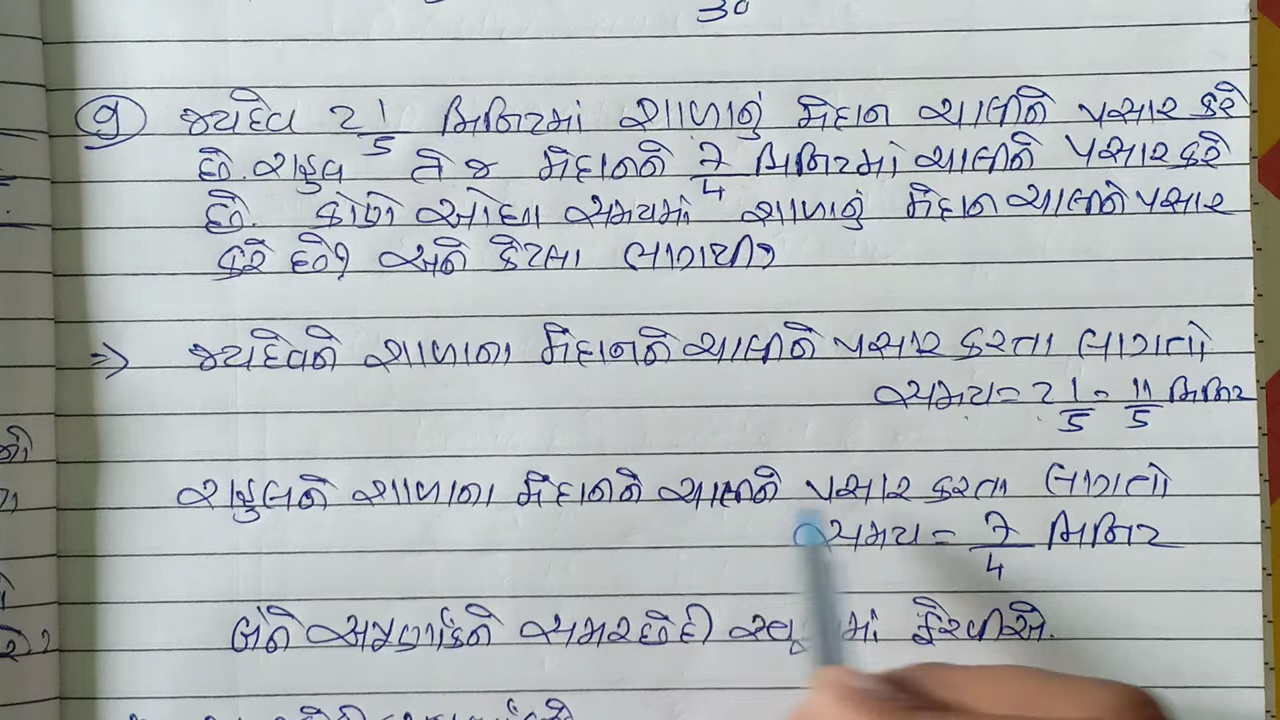 30
૭ જયદેવ 2 1/5 મિનિટમાં શાળાનું મેદાન ચાલીને પસાર કરે
છે. રાહુલ તે જ મેદાનને 7/4 મિનિટમાં ચાલીને પસાર કરે
છે. કોણે ઓછા સમયમાં શાળાનું મેદાન ચાલીને પસાર
કરે છે? અને કેટલા ભાગથી?
⇒ જયદેવને શાળાના મેદાનને ચાલીને પસાર કરતા લાગતો
સમય = 2 1/5 = 11/5 મિનિટ
રાહુલને શાળાના મેદાનને ચાલીને પસાર કરતા લાગતો
સમય = 7/4 મિનિટ
બંને અપૂર્ણાંકને સમચ્છેદી માં ફેરવીએ.